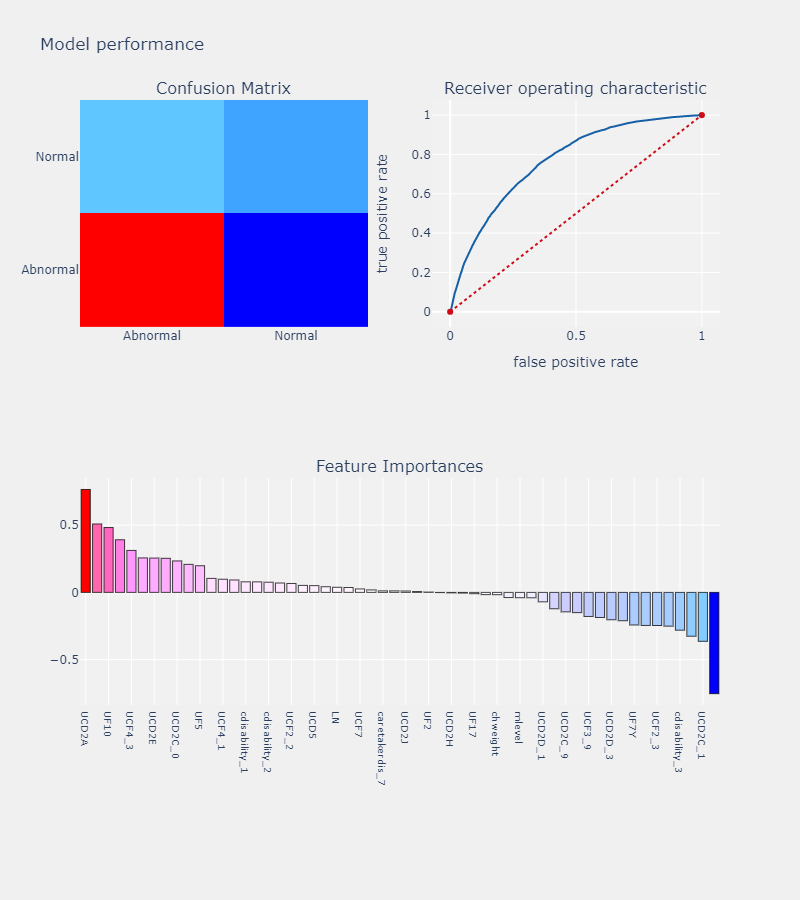 Model performance
Confusion Matrix
Normal
Abnormal
Abnormal Normal
Receiver operating characteristic
true positive rate
1
0.8
0.6
0.4
0.2
0
0 0.5 1
false positive rate
Feature Importances
0.5
0
−0.5
UCD2A
UF10
UCF4_3
UCD2E
UCD2C_0
UF5
UCF4_1
cdisability_1
cdisability_2
UCF2_2
UCD5
LN
UCF7
caretakerdis_7
UCD2J
UF2
UCD2H
UF17
chweight
mlevel
UCD2D_1
UCD2C_9
UCF3_9
UCD2D_3
UF7Y
UCF2_3
cdisability_3
UCD2C_1